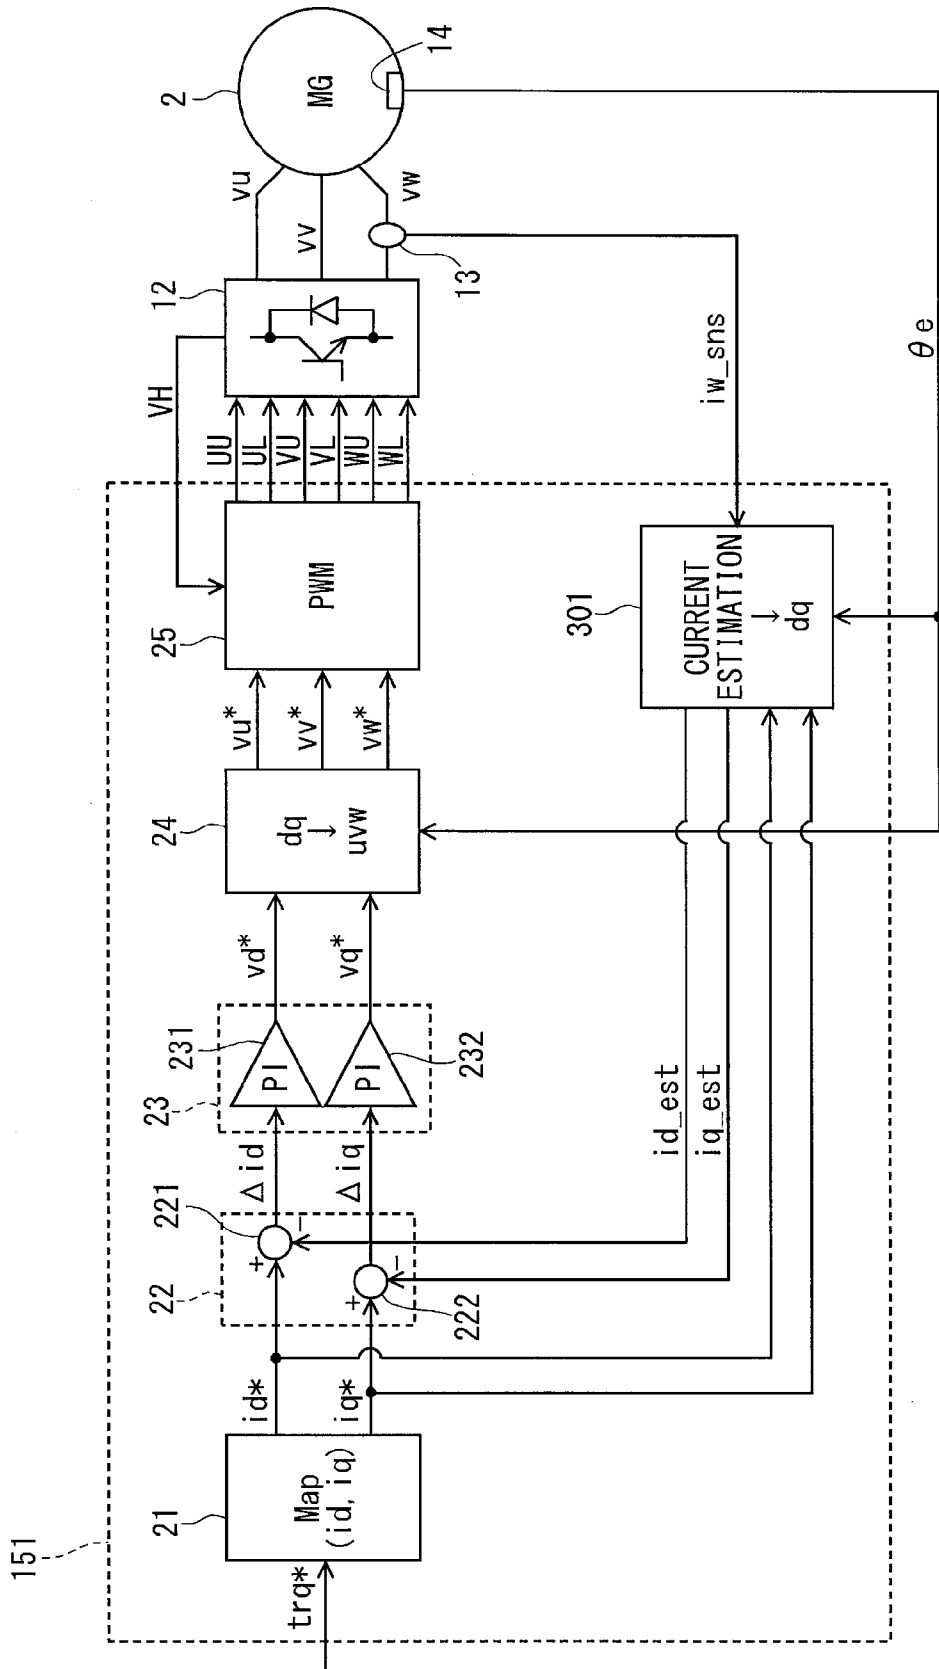 151
trq*
21
Map
(id, iq)
id*
iq*
22
221
222
+
-
+
-
Δid
Δiq
23
231
PI
232
PI
vd*
vq*
24
dq
↓
uvw
vu*
vv*
vw*
25
PWM
VH
UU
UL
VU
VL
WU
WL
12
vu
vv
vw
13
2
MG
14
iw_sns
θe
301
CURRENT
ESTIMATION
↓
dq
id_est
iq_est